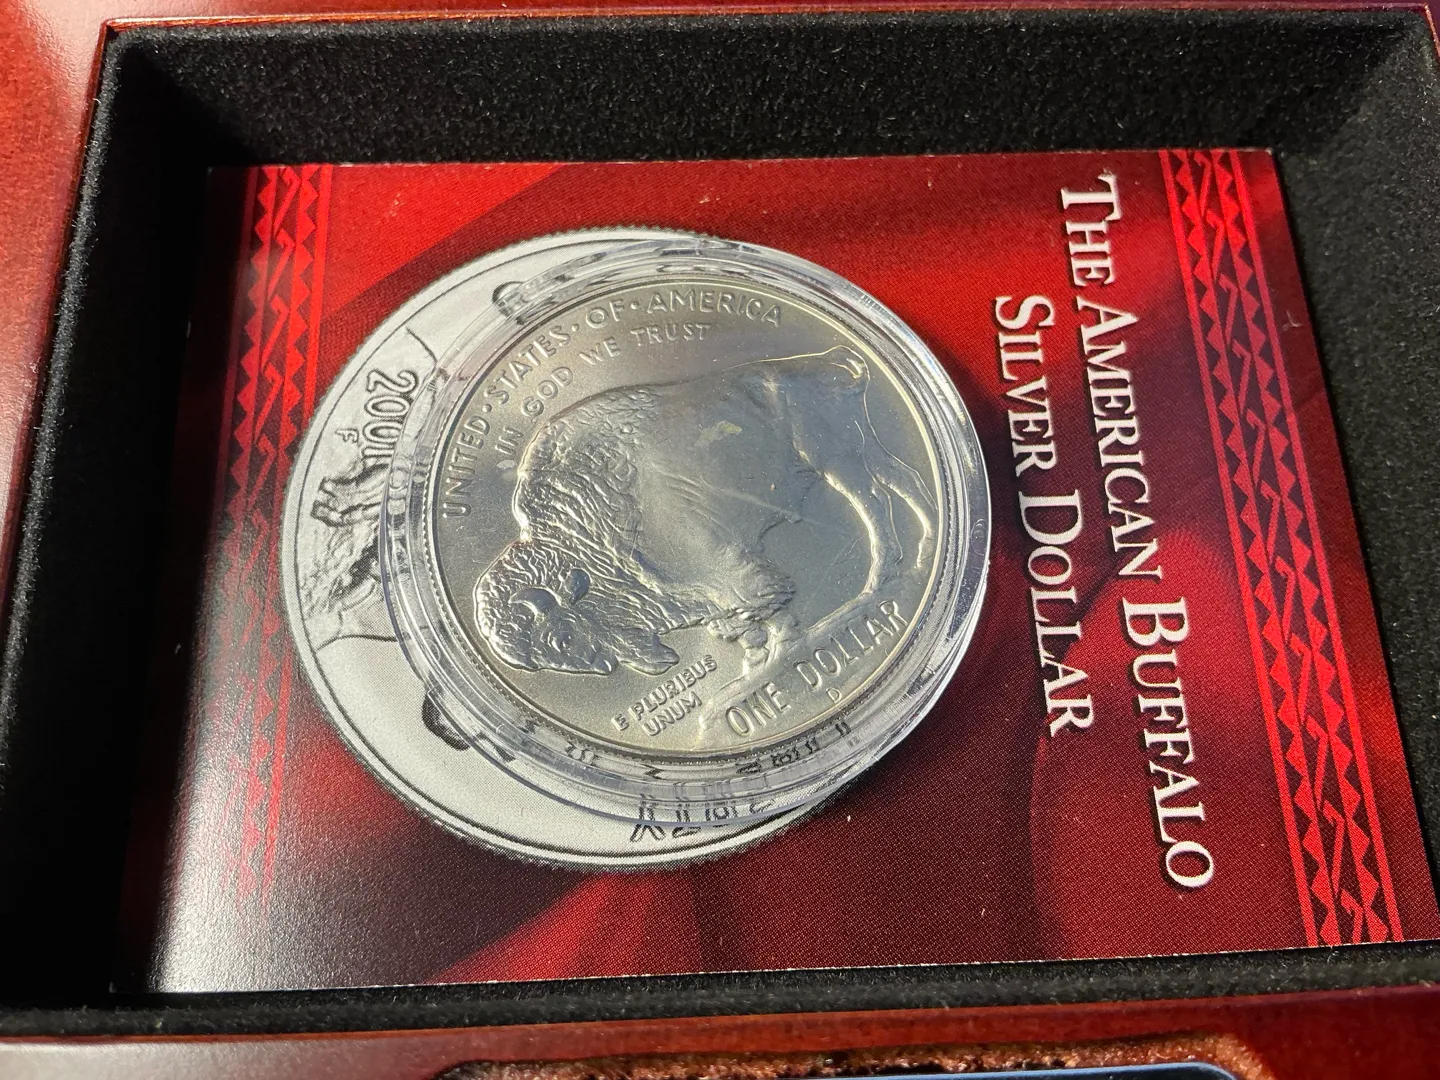 THE AMERICAN BUFFALO
SILVER DOLLAR
UNITED·STATES·OF·AMERICA
IN GOD WE TRUST
E PLURIBUS
UNUM
ONE DOLLAR
D
2001
F